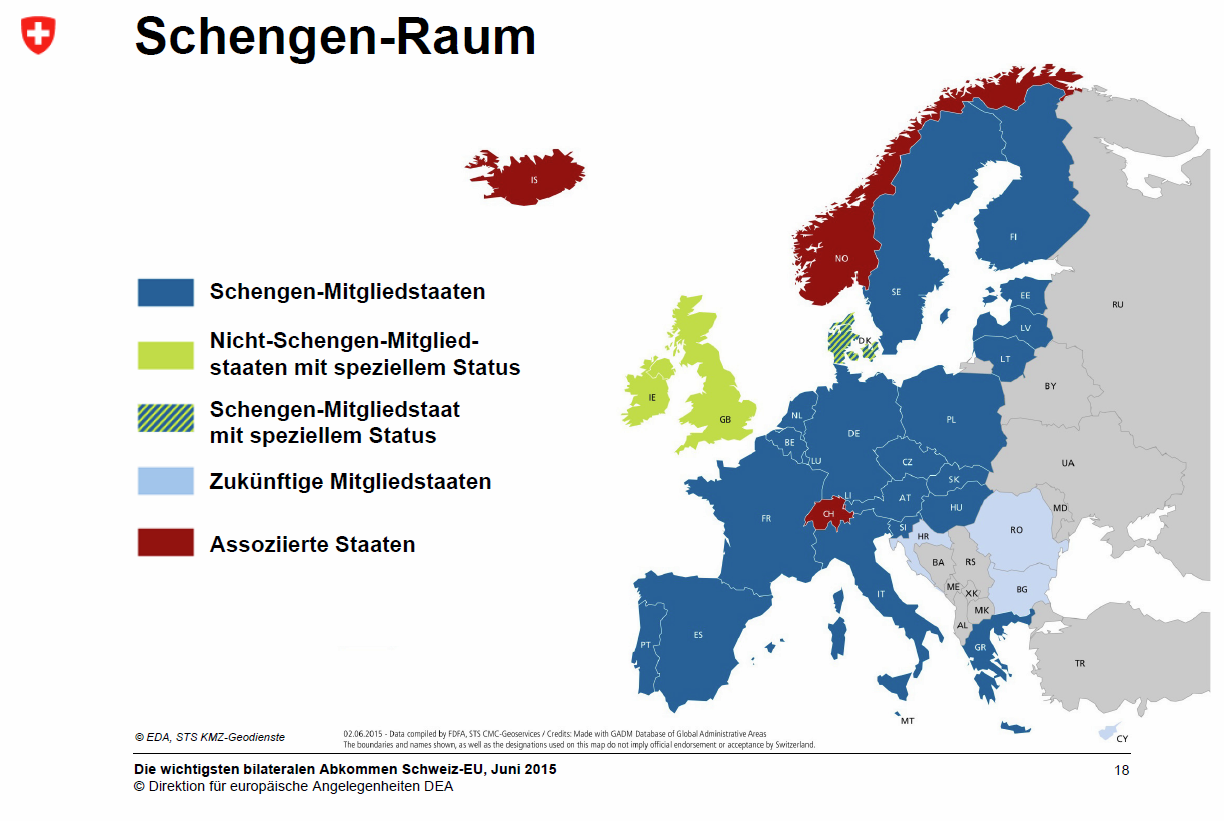 Schengen-Raum
IS
NO
SE
FI
EE
LV
LT
RU
BY
DK
IE
GB
NL
BE
LU
DE
PL
CZ
SK
UA
LI
AT
HU
MD
FR
CH
SI
HR
RO
BA
RS
ME
XK
BG
MK
AL
IT
PT
ES
GR
TR
MT
CY
Schengen-Mitgliedstaaten
Nicht-Schengen-Mitglied-
staaten mit speziellem Status
Schengen-Mitgliedstaat
mit speziellem Status
Zukünftige Mitgliedstaaten
Assoziierte Staaten
© EDA, STS KMZ-Geodienste
02.06.2015 - Data compiled by FDFA, STS CMC-Geoservices / Credits: Made with GADM Database of Global Administrative Areas
The boundaries and names shown, as well as the designations used on this map do not imply official endorsement or acceptance by Switzerland.
Die wichtigsten bilateralen Abkommen Schweiz-EU, Juni 2015
© Direktion für europäische Angelegenheiten DEA
18